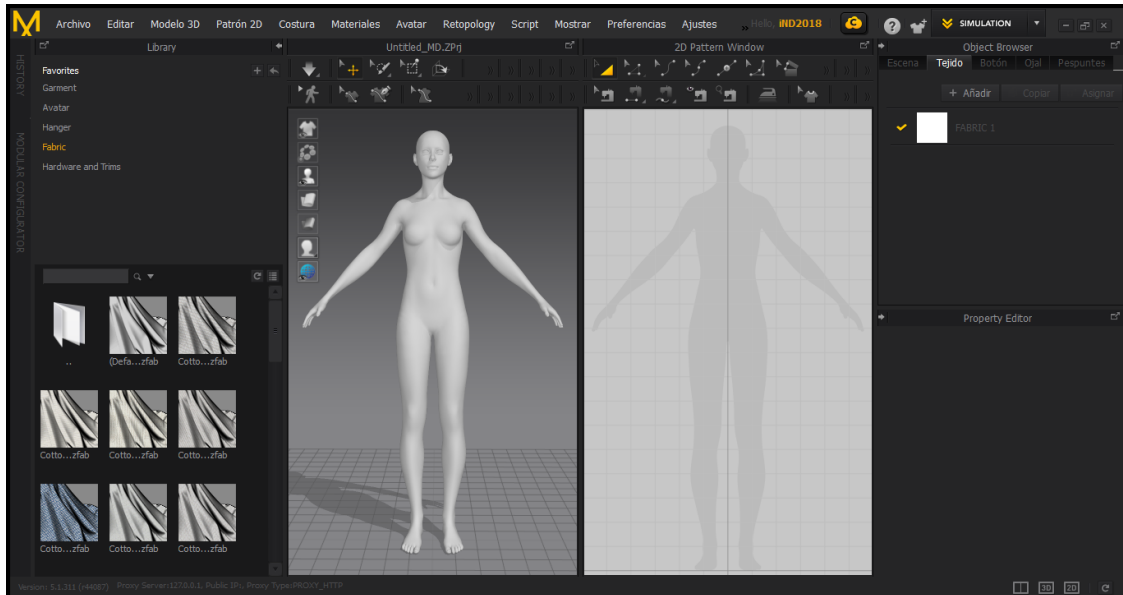 Archivo Editar Modelo 3D Patrón 2D Costura Materiales Avatar Retopology Script Mostrar Preferencias Ajustes Hello, iND2018 SIMULATION
HISTORY
MODULAR CONFIGURATOR
Library
Favorites
Garment
Avatar
Hanger
Fabric
Hardware and Trims
..
(Defa...zfab
Cotto...zfab
Cotto...zfab
Cotto...zfab
Cotto...zfab
Cotto...zfab
Cotto...zfab
Cotto...zfab
Untitled_MD.ZPrj
2D Pattern Window
Object Browser
Escena Tejido Botón Ojal Pespuntes
+ Añadir Copiar Asignar
FABRIC 1
Property Editor
Version: 5.1.311 (r44087) Proxy Server:127.0.0.1, Public IP:, Proxy Type:PROXY_HTTP
3D 2D